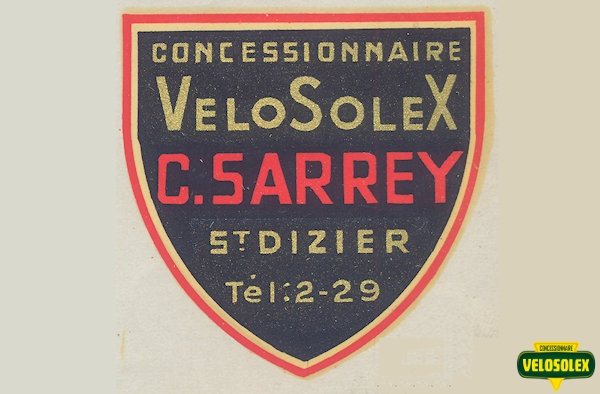 CONCESSIONNAIRE
VELOSOLEX
C.SARREY
ST DIZIER
Tél:2-29
CONCESSIONNAIRE
VELOSOLEX